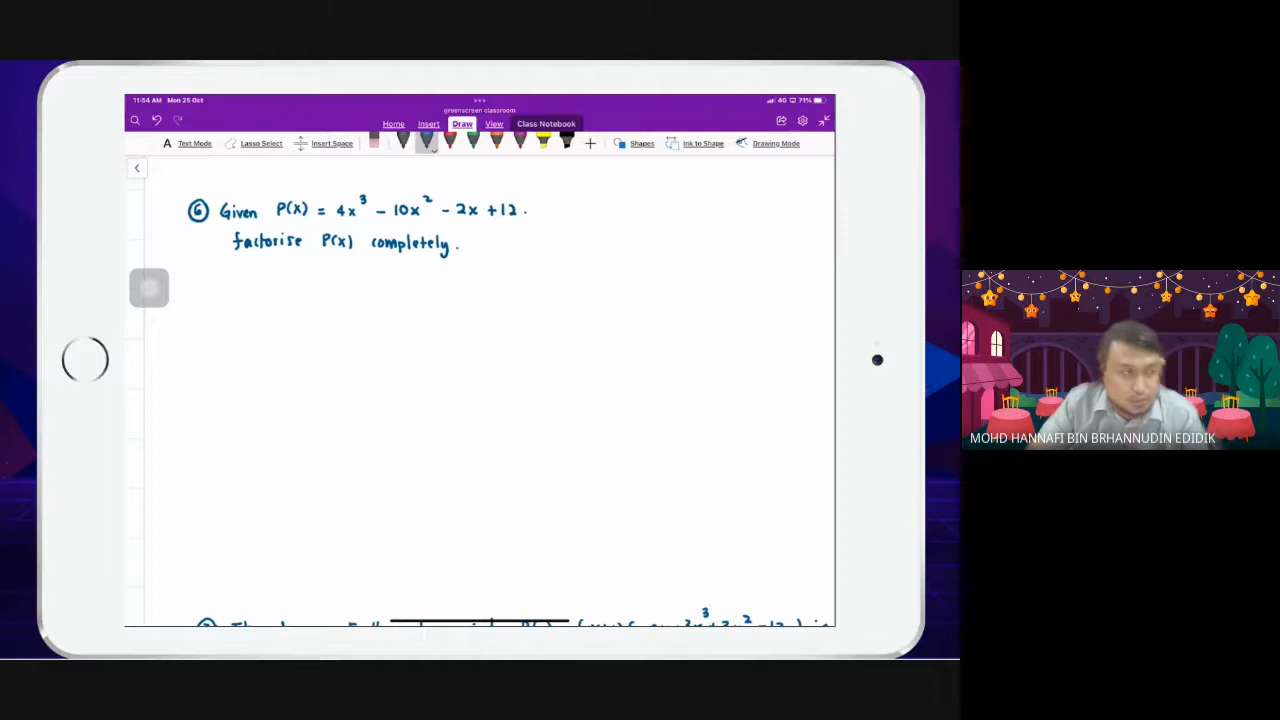 11:54 AM Mon 25 Oct
4G 71%
greenscreen classroom
Home Insert Draw View Class Notebook
A Text Mode Lasso Select Insert Space Shapes Ink to Shape Drawing Mode
⑥ Given P(x) = 4x³ - 10x² - 2x + 12.
factorise P(x) completely.
MOHD HANNAFI BIN BRHANNUDIN EDIDIK